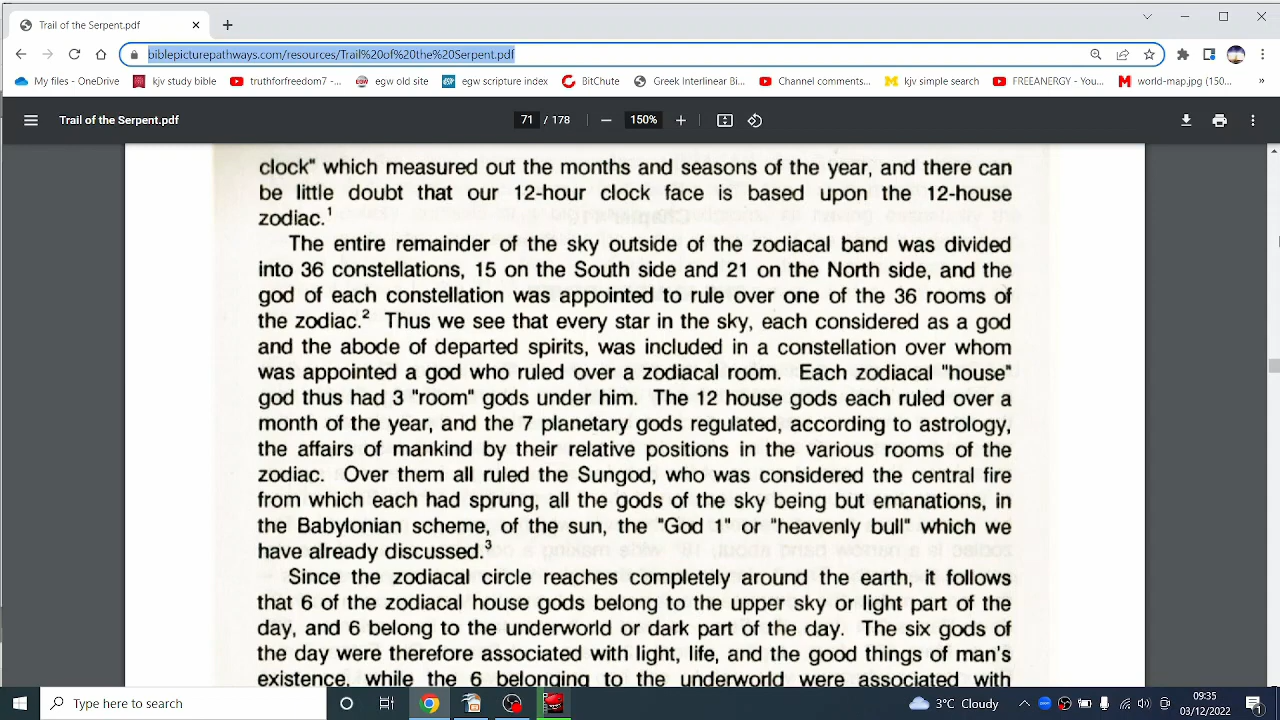 Trail of the Serpent.pdf
biblepicturepathways.com/resources/Trail%20of%20the%20Serpent.pdf
My files - OneDrive
kjv study bible
truthforfreedom7 -...
egw old site
egw scripture index
BitChute
Greek Interlinear Bi...
Channel comments...
kjv simple search
FREEANERGY - You...
world-map.jpg (150...
Trail of the Serpent.pdf
71 / 178
150%
clock" which measured out the months and seasons of the year, and there can
be little doubt that our 12-hour clock face is based upon the 12-house
zodiac.1
The entire remainder of the sky outside of the zodiacal band was divided
into 36 constellations, 15 on the South side and 21 on the North side, and the
god of each constellation was appointed to rule over one of the 36 rooms of
the zodiac.2 Thus we see that every star in the sky, each considered as a god
and the abode of departed spirits, was included in a constellation over whom
was appointed a god who ruled over a zodiacal room. Each zodiacal "house"
god thus had 3 "room" gods under him. The 12 house gods each ruled over a
month of the year, and the 7 planetary gods regulated, according to astrology,
the affairs of mankind by their relative positions in the various rooms of the
zodiac. Over them all ruled the Sungod, who was considered the central fire
from which each had sprung, all the gods of the sky being but emanations, in
the Babylonian scheme, of the sun, the "God 1" or "heavenly bull" which we
have already discussed.3
Since the zodiacal circle reaches completely around the earth, it follows
that 6 of the zodiacal house gods belong to the upper sky or light part of the
day, and 6 belong to the underworld or dark part of the day. The six gods of
the day were therefore associated with light, life, and the good things of man's
existence, while the 6 belonging to the underworld were associated with
Type here to search
3°C Cloudy
09:35
03/12/2022